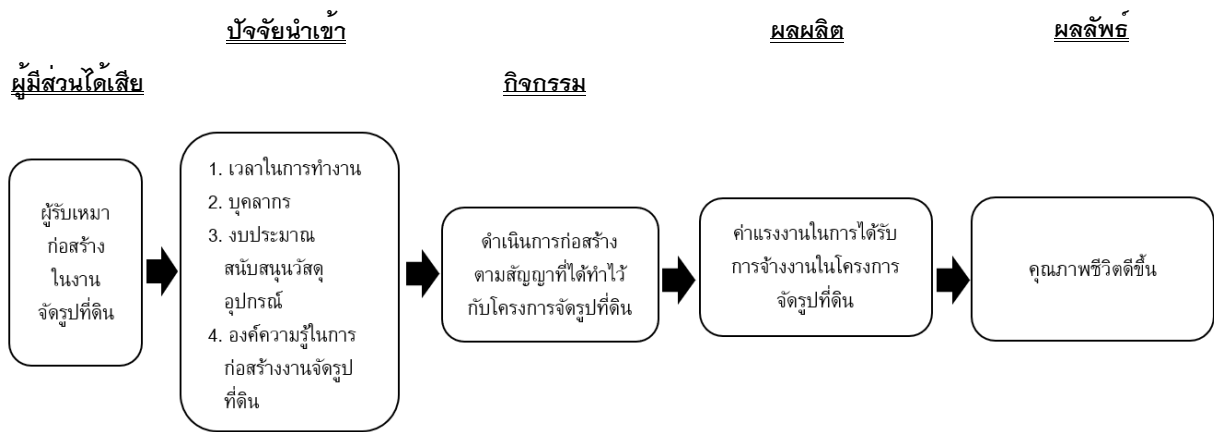 ปัจจัยนำเข้า
ผลผลิต
ผลลัพธ์
ผู้มีส่วนได้เสีย
กิจกรรม
ผู้รับเหมา
ก่อสร้าง
ในงาน
จัดรูปที่ดิน
1. เวลาในการทำงาน
2. บุคลากร
3. งบประมาณ
สนับสนุนวัสดุ
อุปกรณ์
4. องค์ความรู้ในการ
ก่อสร้างงานจัดรูป
ที่ดิน
ดำเนินการก่อสร้าง
ตามสัญญาที่ได้ทำไว้
กับโครงการจัดรูปที่ดิน
ค่าแรงงานในการได้รับ
การจ้างงานในโครงการ
จัดรูปที่ดิน
คุณภาพชีวิตดีขึ้น